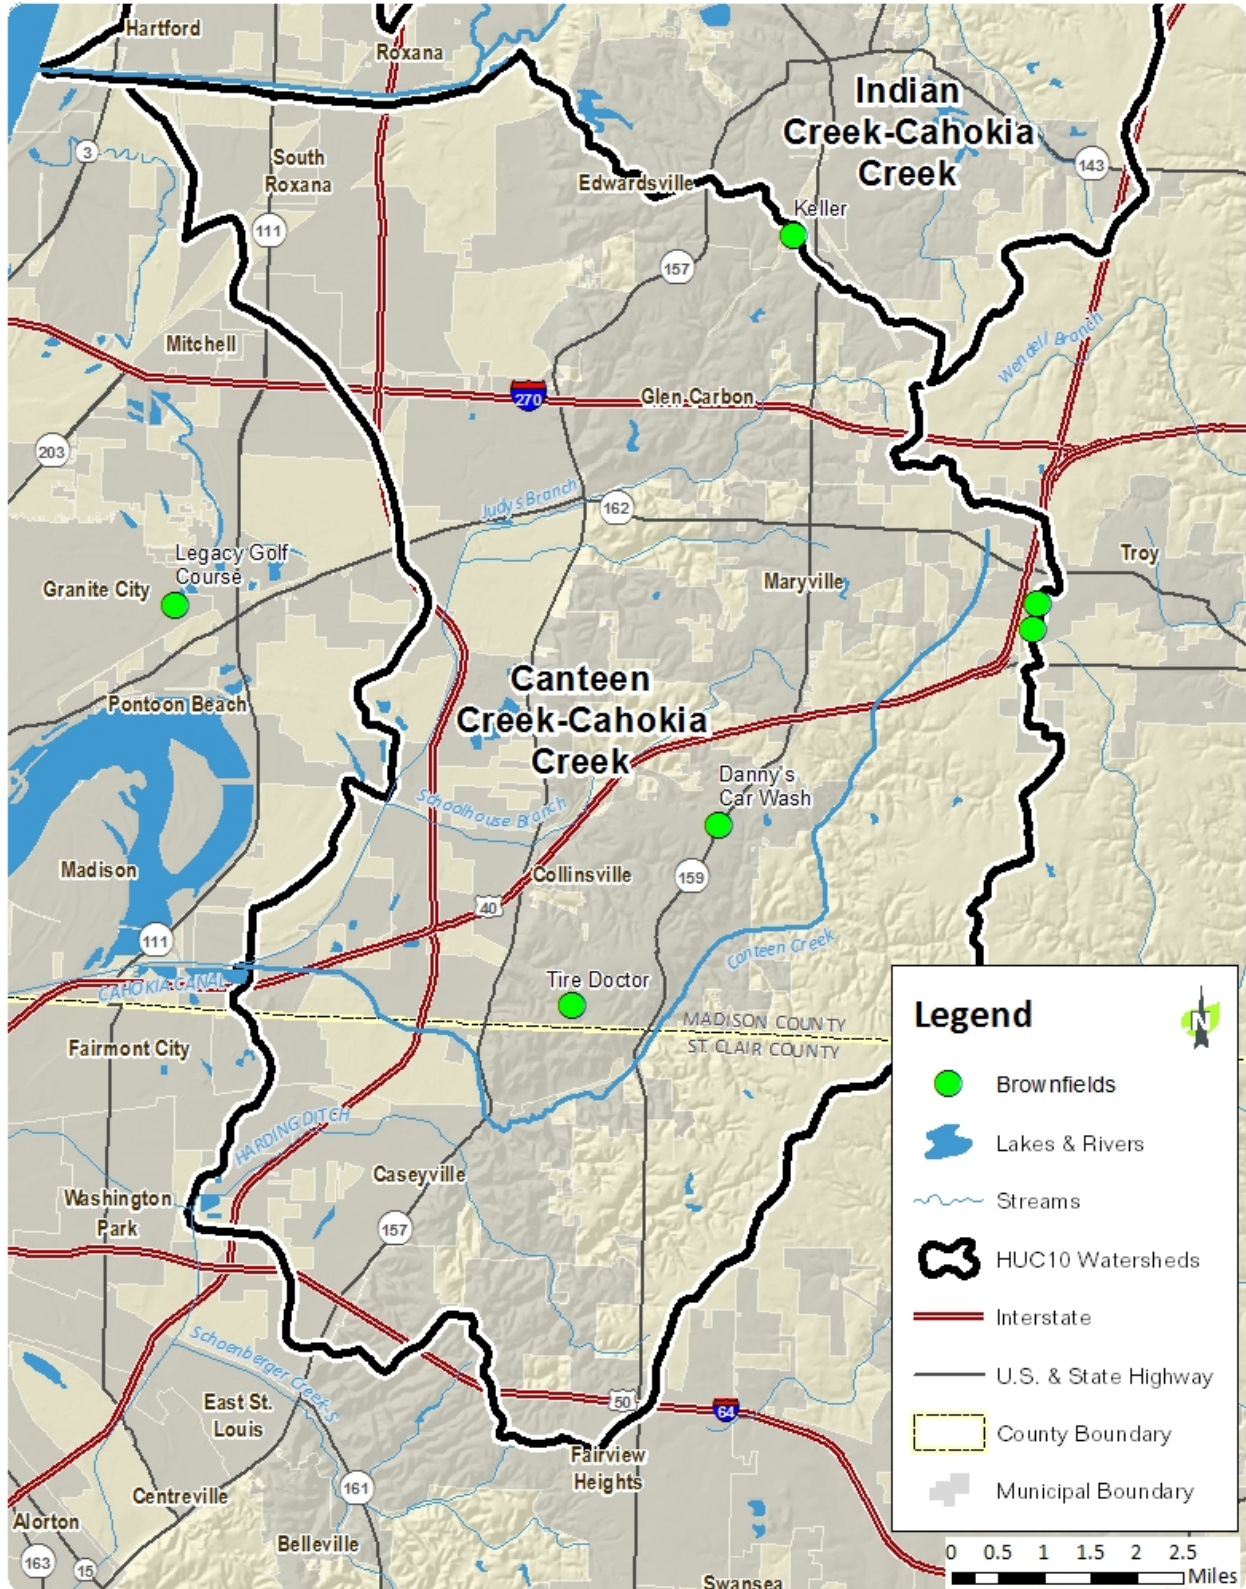 Hartford
Roxana
Indian
Creek-Cahokia
Creek
3
South
Roxana
143
Edwardsville
Keller
111
157
Mitchell
Wendell Branch
270
Glen Carbon
203
Judys Branch
162
Legacy Golf
Course
Granite City
Maryville
Troy
Canteen
Creek-Cahokia
Creek
Pontoon Beach
Danny's
Car Wash
Schoolhouse Branch
Madison
Collinsville
159
40
111
Canteen Creek
CAHOKIA CANAL
Tire Doctor
MADISON COUNTY
ST. CLAIR COUNTY
Fairmont City
HARDING DITCH
Caseyville
Washington
Park
157
Schoenberger Creek-S
East St.
Louis
50
64
Fairview
Heights
161
Centreville
Alorton
Belleville
163
15
Swansea
Legend
N
Brownfields
Lakes & Rivers
Streams
HUC10 Watersheds
Interstate
U.S. & State Highway
County Boundary
Municipal Boundary
0 0.5 1 1.5 2 2.5
Miles